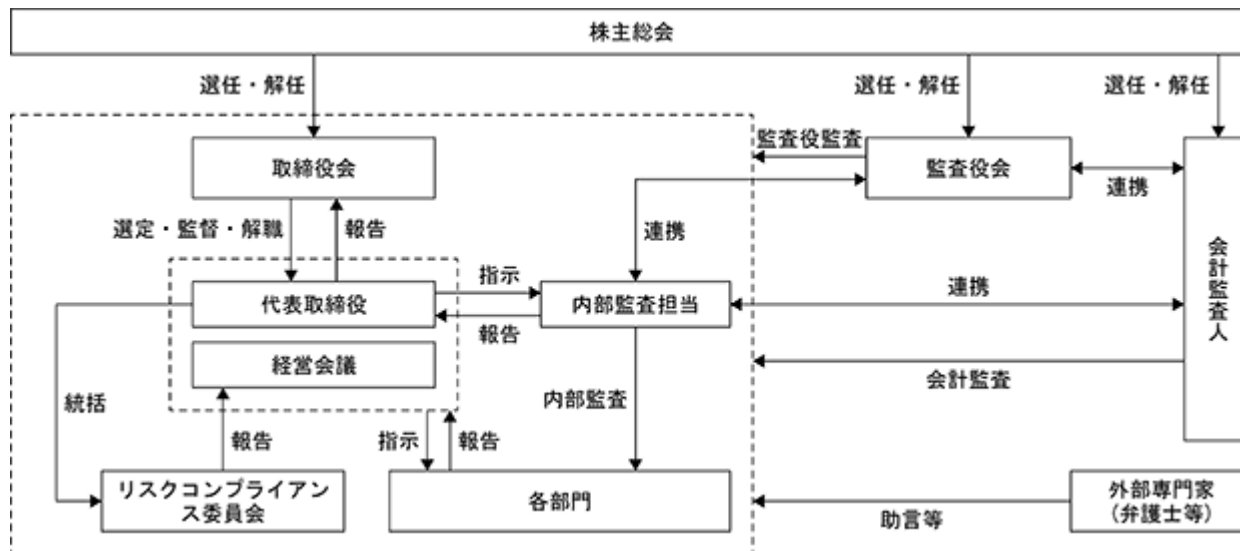 株主総会
選任・解任
選任・解任
選任・解任
取締役会
監査役監査
監査役会
連携
選定・監督・解職
報告
連携
会計監査人
代表取締役
指示
報告
内部監査担当
連携
経営会議
会計監査
統括
報告
指示
報告
内部監査
リスクコンプライアン
ス委員会
各部門
助言等
外部専門家
(弁護士等)